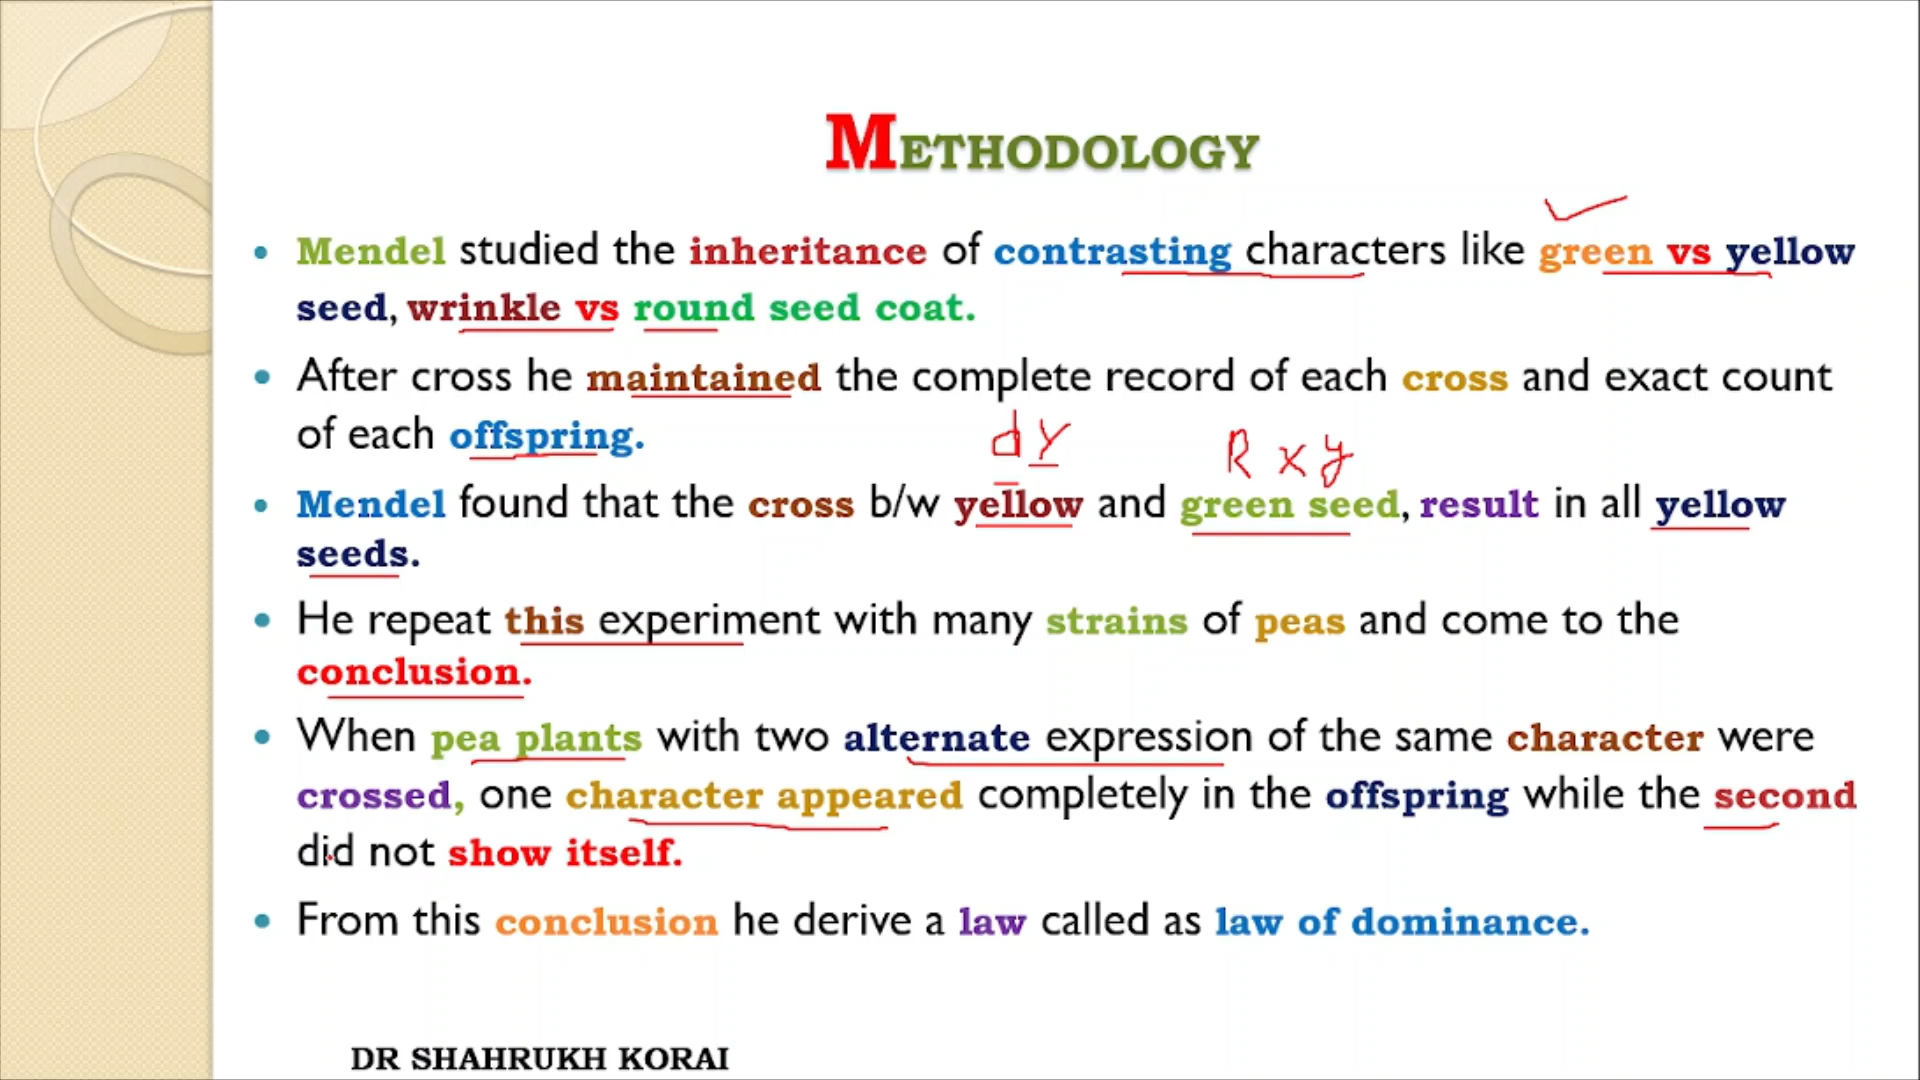 METHODOLOGY
• Mendel studied the inheritance of contrasting characters like green vs yellow
seed, wrinkle vs round seed coat.
• After cross he maintained the complete record of each cross and exact count
of each offspring.
d Y
R x y
• Mendel found that the cross b/w yellow and green seed, result in all yellow
seeds.
• He repeat this experiment with many strains of peas and come to the
conclusion.
• When pea plants with two alternate expression of the same character were
crossed, one character appeared completely in the offspring while the second
did not show itself.
• From this conclusion he derive a law called as law of dominance.
DR SHAHRUKH KORAI